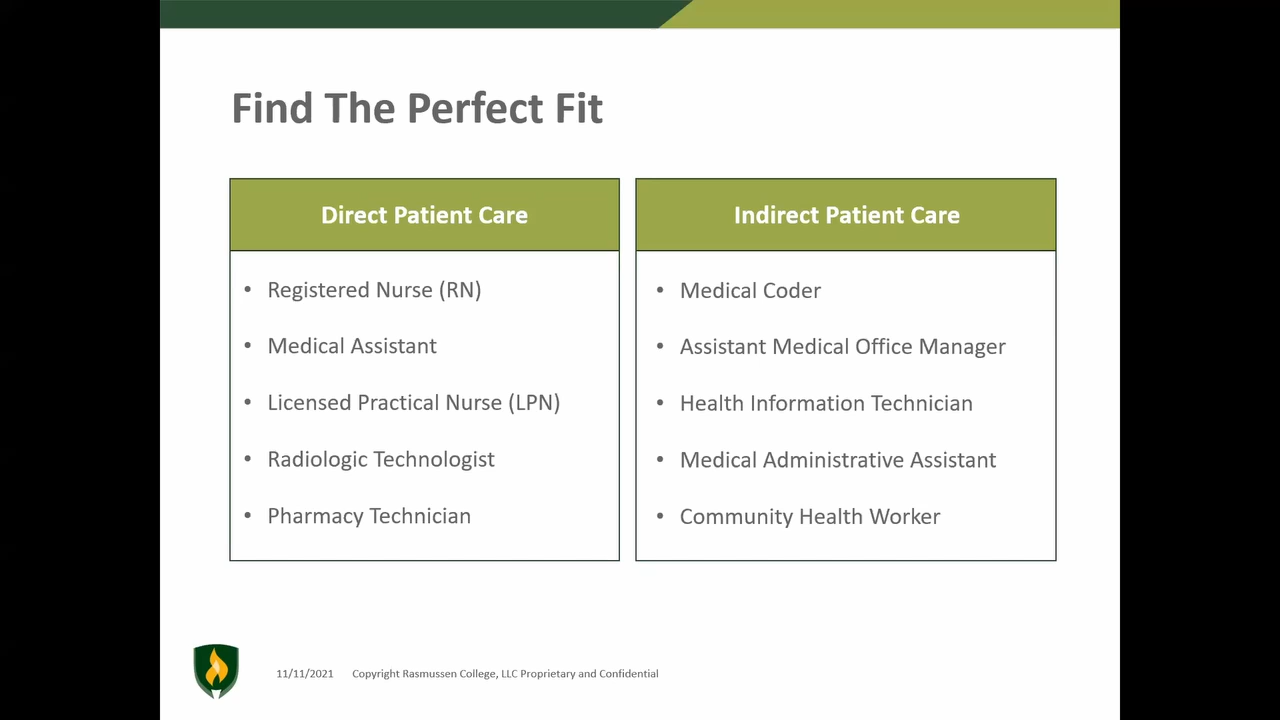 Find The Perfect Fit
Direct Patient Care
• Registered Nurse (RN)
• Medical Assistant
• Licensed Practical Nurse (LPN)
• Radiologic Technologist
• Pharmacy Technician
Indirect Patient Care
• Medical Coder
• Assistant Medical Office Manager
• Health Information Technician
• Medical Administrative Assistant
• Community Health Worker
11/11/2021 Copyright Rasmussen College, LLC Proprietary and Confidential